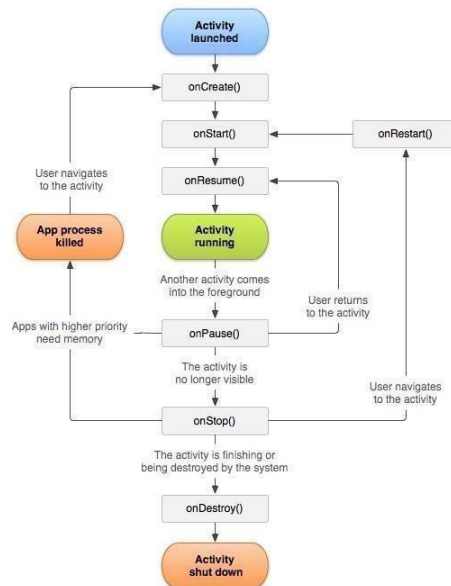 Activity
launched
onCreate()
onStart()
onRestart()
User navigates
to the activity
onResume()
App process
killed
Activity
running
Another activity comes
into the foreground
User returns
to the activity
Apps with higher priority
need memory
onPause()
The activity is
no longer visible
User navigates
to the activity
onStop()
The activity is finishing or
being destroyed by the system
onDestroy()
Activity
shut down